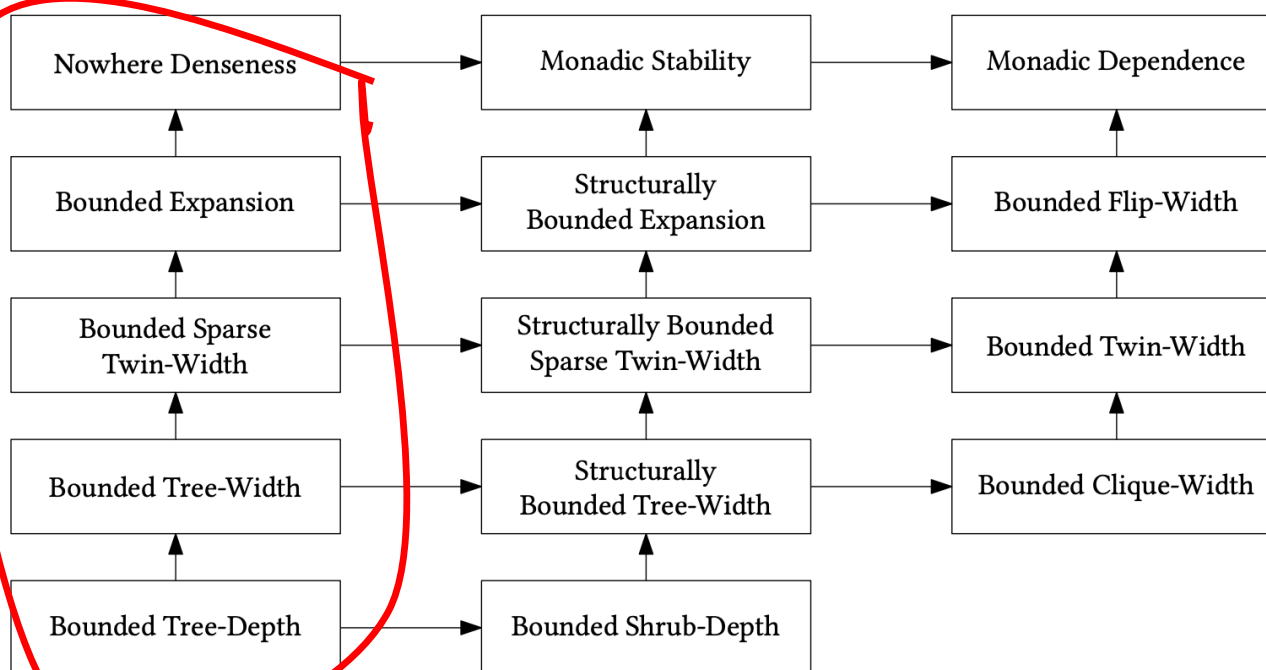 Nowhere Denseness
Monadic Stability
Monadic Dependence
Bounded Expansion
Structurally
Bounded Expansion
Bounded Flip-Width
Bounded Sparse
Twin-Width
Structurally Bounded
Sparse Twin-Width
Bounded Twin-Width
Bounded Tree-Width
Structurally
Bounded Tree-Width
Bounded Clique-Width
Bounded Tree-Depth
Bounded Shrub-Depth